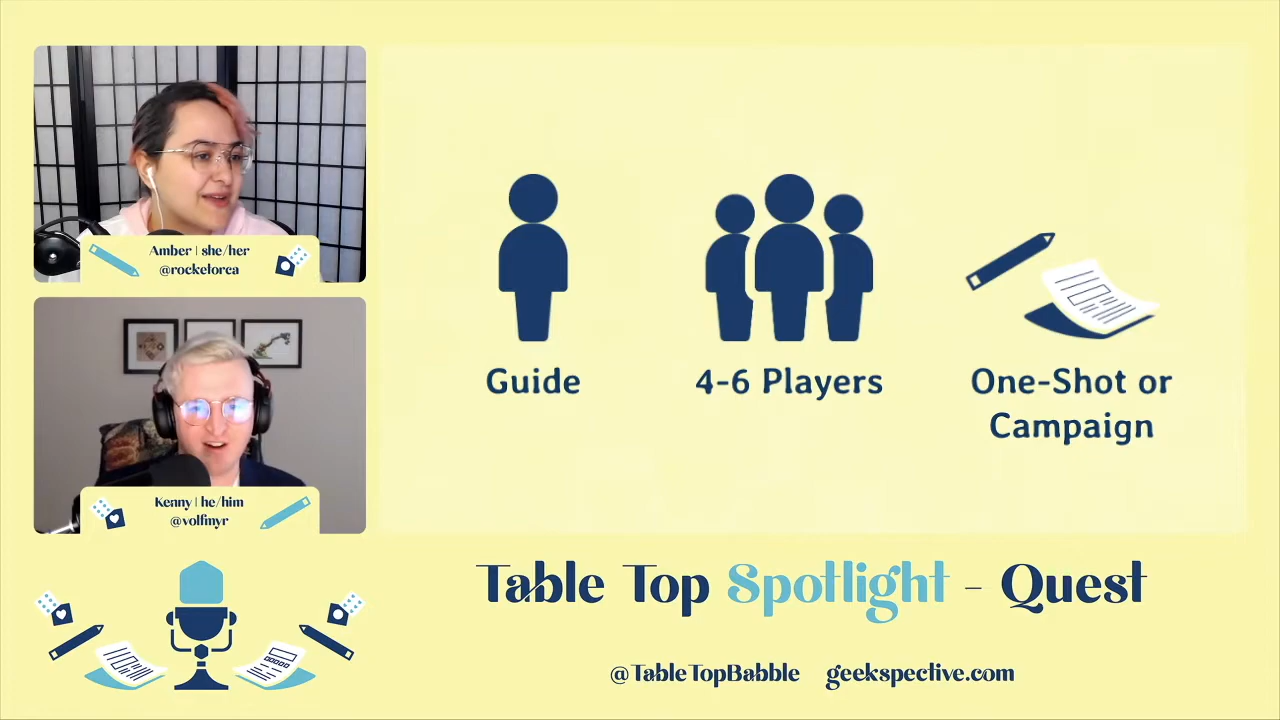 Amber | she/her
@rockelorca
Guide
4-6 Players
One-Shot or
Campaign
Kenny | he/him
@volfmyr
Table Top Spotlight - Quest
@TableTopBabble geekspective.com